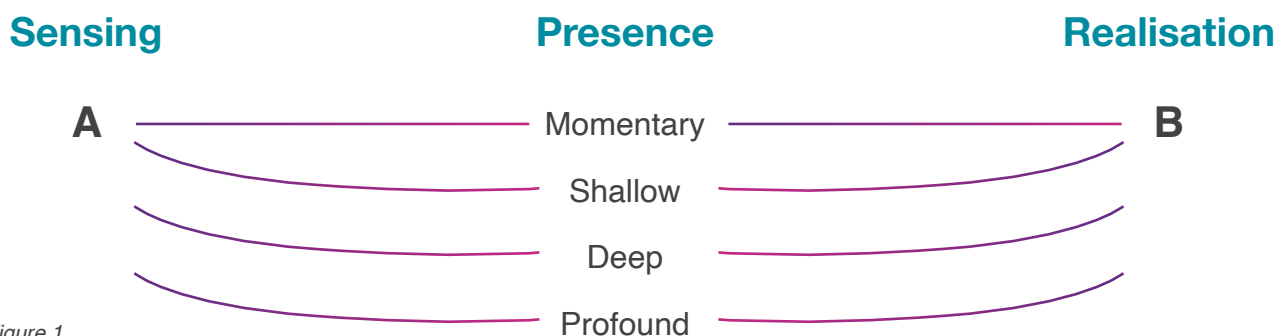 Sensing Presence Realisation
A Momentary B
Shallow
Deep
Profound